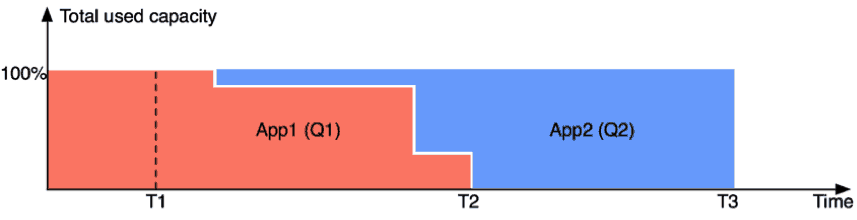 Total used capacity
100%
App1 (Q1)
App2 (Q2)
T1
T2
T3
Time